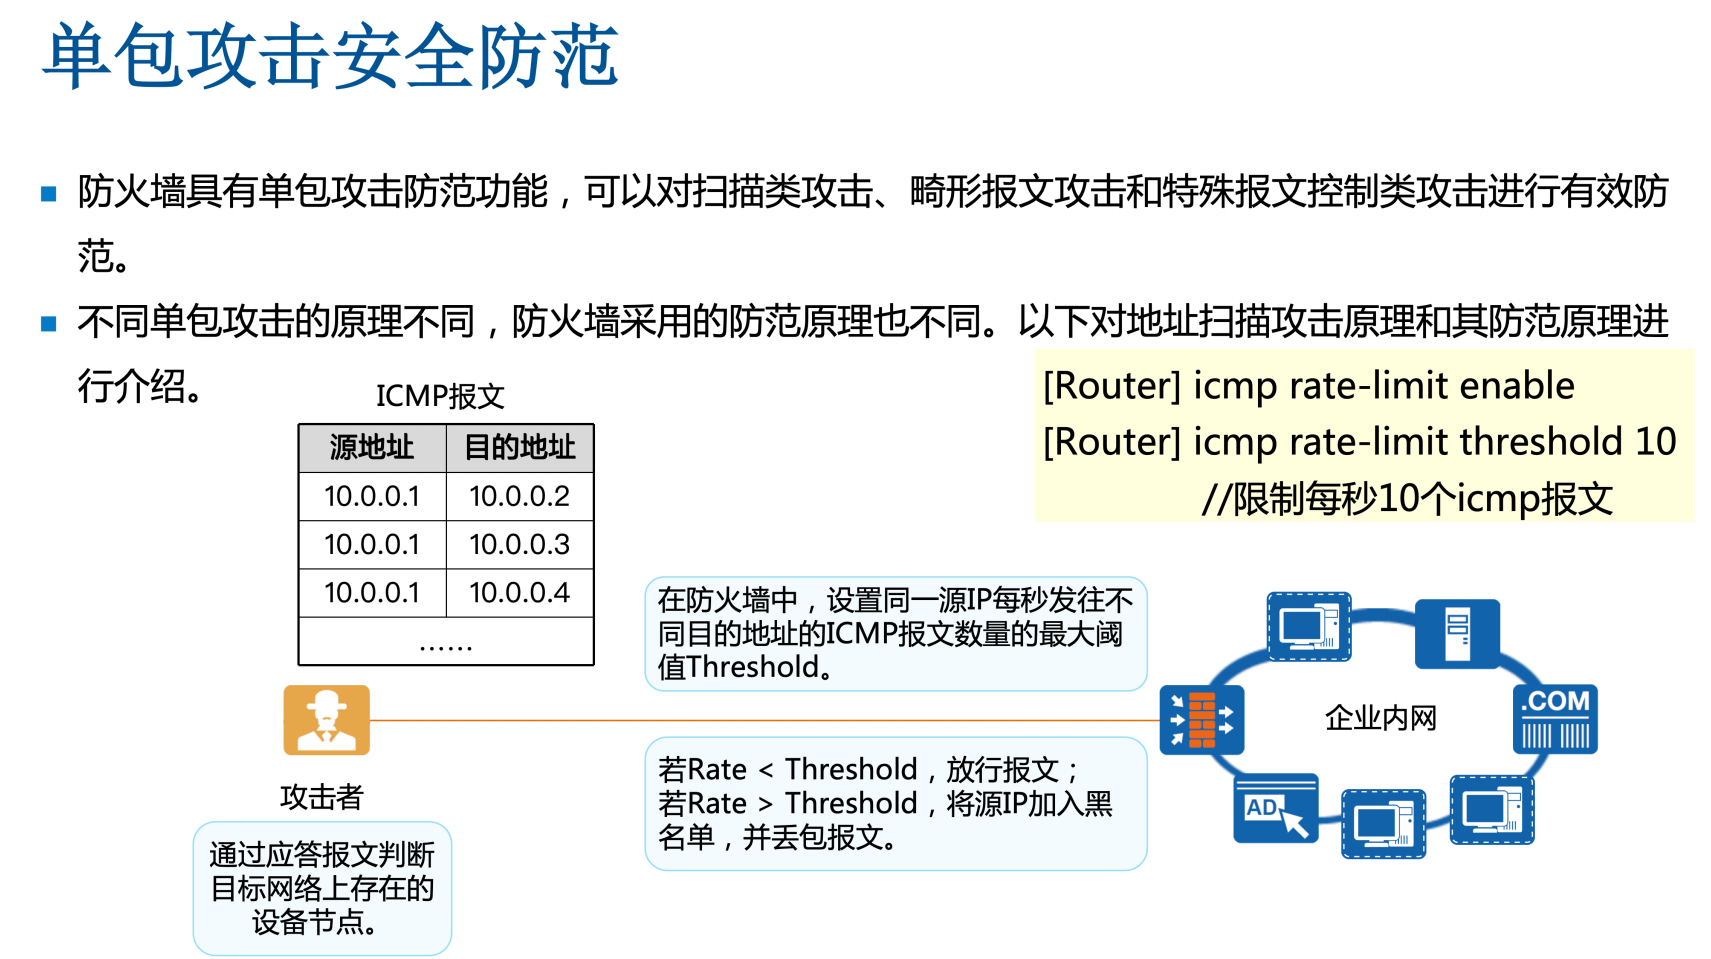 单包攻击安全防范
防火墙具有单包攻击防范功能，可以对扫描类攻击、畸形报文攻击和特殊报文控制类攻击进行有效防
范。
不同单包攻击的原理不同，防火墙采用的防范原理也不同。以下对地址扫描攻击原理和其防范原理进
行介绍。
[Router] icmp rate-limit enable
[Router] icmp rate-limit threshold 10
//限制每秒10个icmp报文
ICMP报文
源地址 目的地址
10.0.0.1 10.0.0.2
10.0.0.1 10.0.0.3
10.0.0.1 10.0.0.4
……
在防火墙中，设置同一源IP每秒发往不
同目的地址的ICMP报文数量的最大阈
值Threshold。
企业内网
.COM
AD
若Rate < Threshold，放行报文；
若Rate > Threshold，将源IP加入黑
名单，并丢包报文。
攻击者
通过应答报文判断
目标网络上存在的
设备节点。